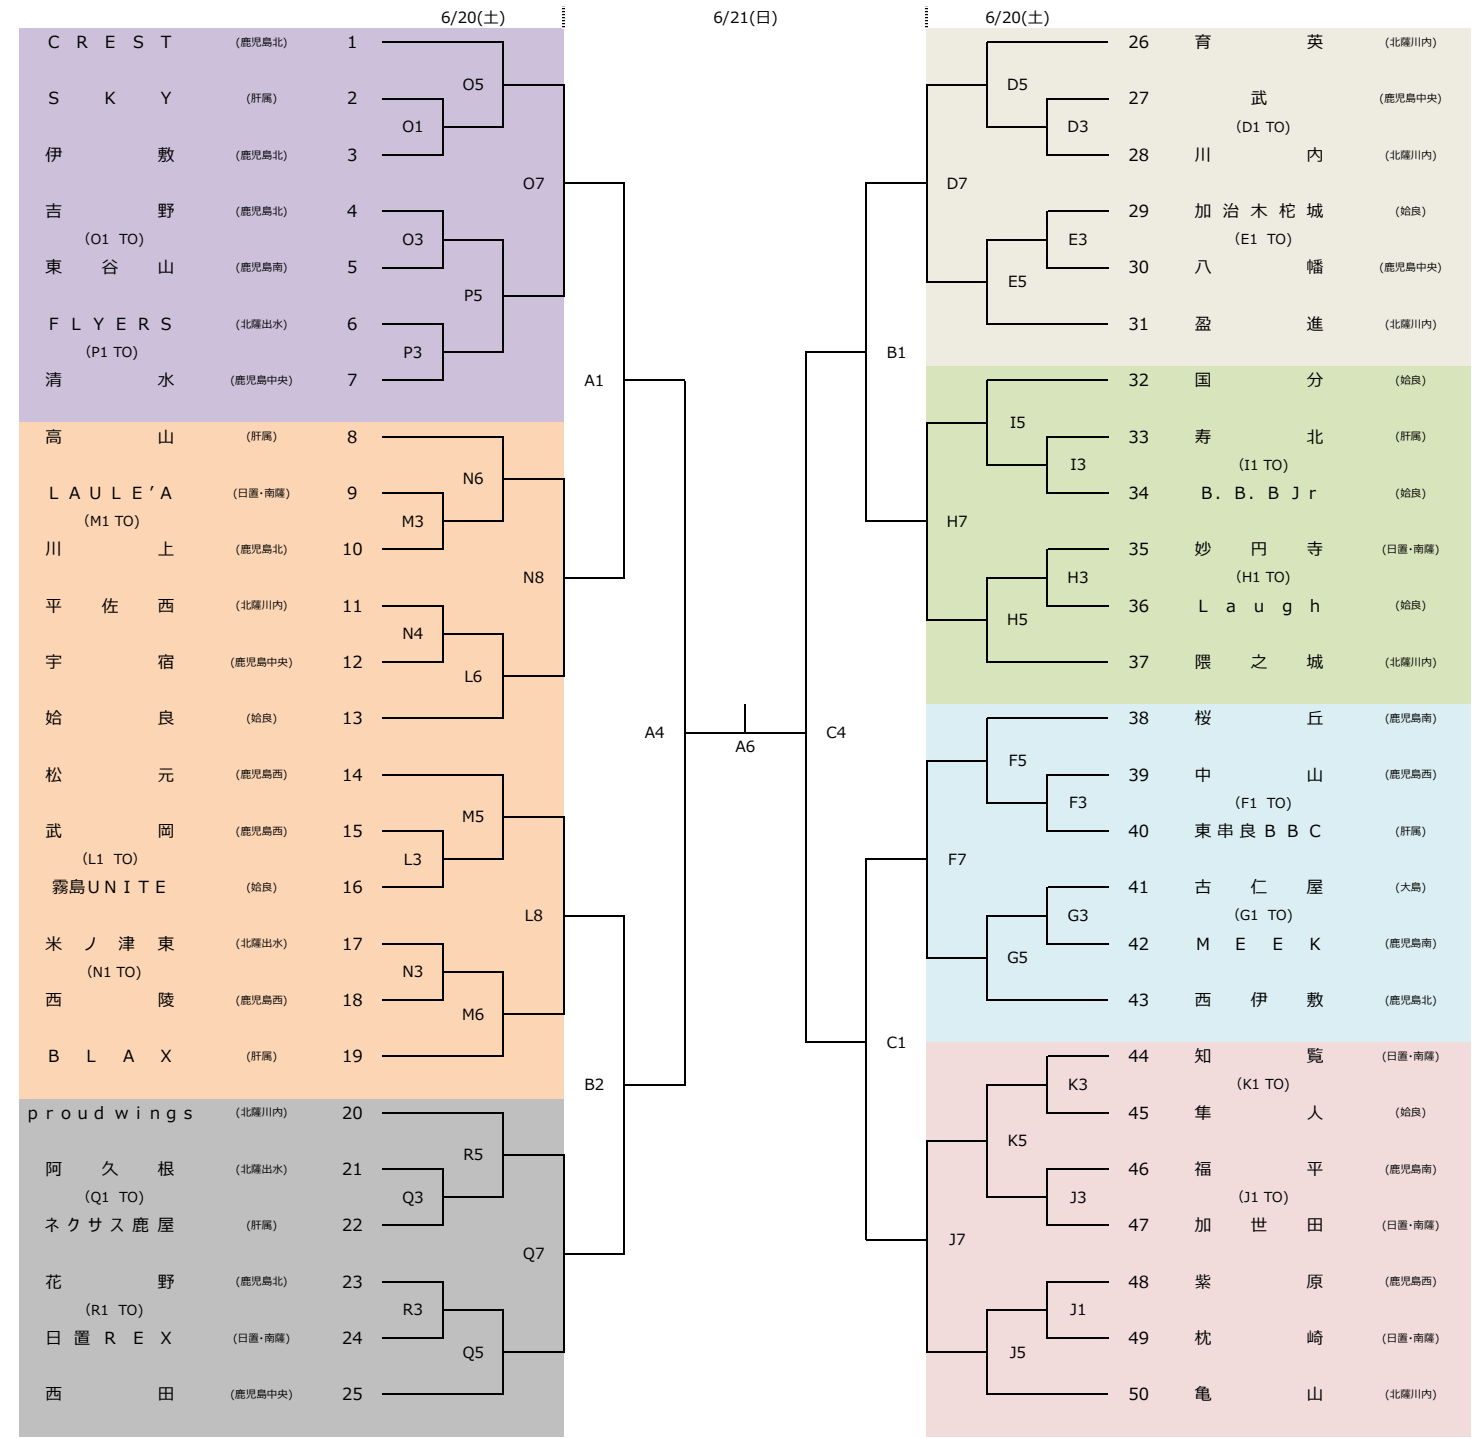 6/20(土) 6/21(日) 6/20(土)
CREST (鹿児島北) 1
O5
SKY (肝属) 2
O1
伊敷 (鹿児島北) 3
O7
吉野 (鹿児島北) 4
(O1 TO) O3
東谷山 (鹿児島南) 5
P5
FLYERS (北薩出水) 6
(P1 TO) P3
清水 (鹿児島中央) 7
A1
高山 (肝属) 8
N6
LAULE'A (日置・南薩) 9
(M1 TO) M3
川上 (鹿児島北) 10
N8
平佐西 (北薩川内) 11
N4
宇宿 (鹿児島中央) 12
L6
姶良 (姶良) 13
A4
松元 (鹿児島西) 14
M5
武岡 (鹿児島西) 15
(L1 TO) L3
霧島UNITE (姶良) 16
L8
米ノ津東 (北薩出水) 17
(N1 TO) N3
西陵 (鹿児島西) 18
M6
BLAX (肝属) 19
B2
proud wings (北薩川内) 20
R5
阿久根 (北薩出水) 21
(Q1 TO) Q3
ネクサス鹿屋 (肝属) 22
Q7
花野 (鹿児島北) 23
(R1 TO) R3
日置REX (日置・南薩) 24
Q5
西田 (鹿児島中央) 25
A6
26 育英 (北薩川内)
D5
27 武 (鹿児島中央)
D3 (D1 TO)
28 川内 (北薩川内)
D7
29 加治木柁城 (姶良)
E3 (E1 TO)
30 八幡 (鹿児島中央)
E5
31 盈進 (北薩川内)
B1
32 国分 (姶良)
I5
33 寿北 (肝属)
I3 (I1 TO)
34 B.B.BJr (姶良)
H7
35 妙円寺 (日置・南薩)
H3 (H1 TO)
36 Laugh (姶良)
H5
37 隈之城 (北薩川内)
C4
38 桜丘 (鹿児島南)
F5
39 中山 (鹿児島西)
F3 (F1 TO)
40 東串良BBC (肝属)
F7
41 古仁屋 (大島)
G3 (G1 TO)
42 MEEK (鹿児島南)
G5
43 西伊敷 (鹿児島北)
C1
44 知覧 (日置・南薩)
K3 (K1 TO)
45 隼人 (姶良)
K5
46 福平 (鹿児島南)
J3 (J1 TO)
47 加世田 (日置・南薩)
J7
48 紫原 (鹿児島西)
J1
49 枕崎 (日置・南薩)
J5
50 亀山 (北薩川内)